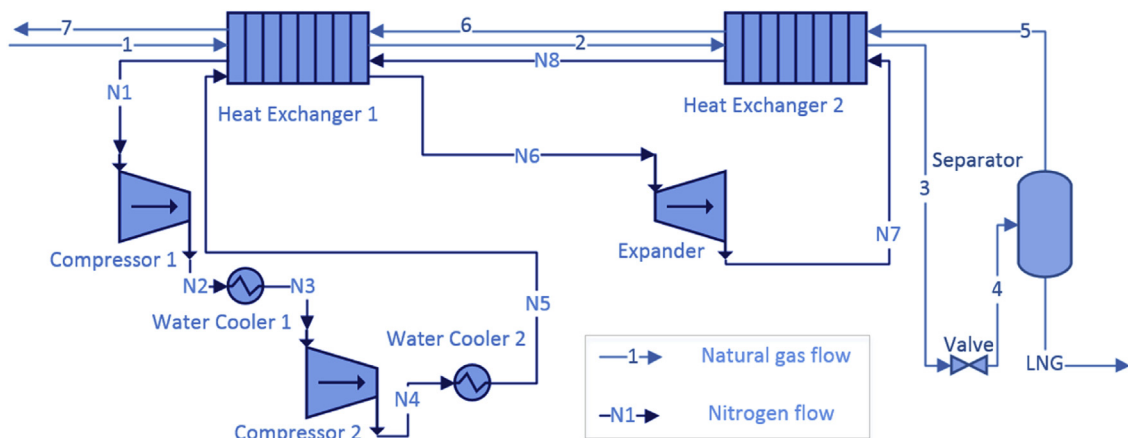 7
6
5
1
2
N8
N1
Heat Exchanger 1
Heat Exchanger 2
N6
Separator
3
N7
Expander
Compressor 1
N2
N3
4
N5
Water Cooler 1
Water Cooler 2
Valve
1
Natural gas flow
LNG
N4
N1
Nitrogen flow
Compressor 2